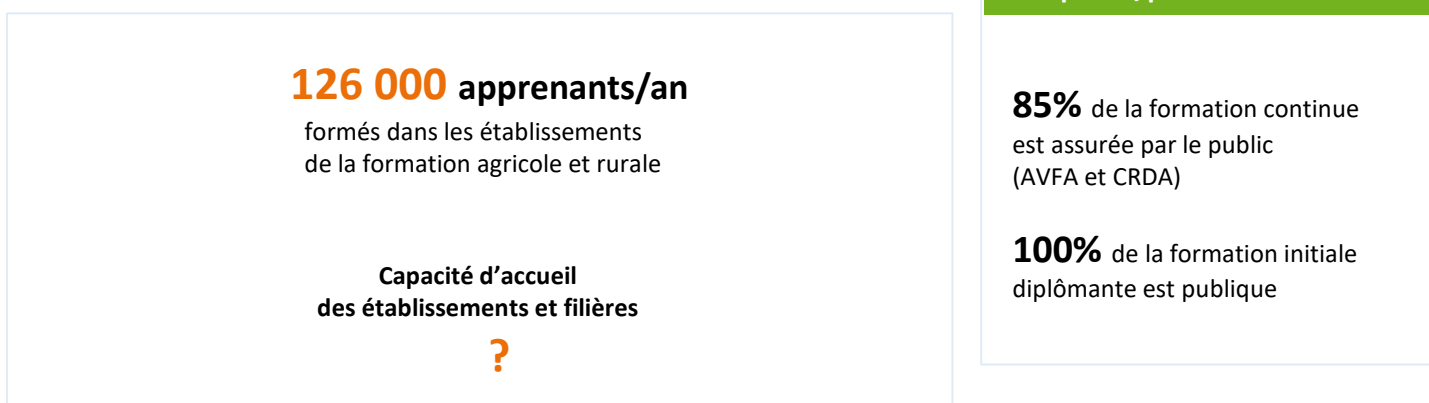 126 000 apprenants/an
formés dans les établissements
de la formation agricole et rurale
Capacité d’accueil
des établissements et filières
?
85% de la formation continue
est assurée par le public
(AVFA et CRDA)
100% de la formation initiale
diplômante est publique